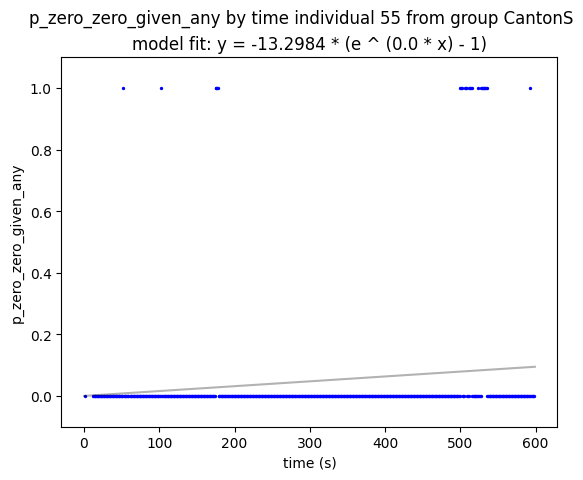 p_zero_zero_given_any by time individual 55 from group CantonS
model fit: y = -13.2984 * (e ^ (0.0 * x) - 1)
1.0
0.8
0.6
0.4
0.2
0.0
p_zero_zero_given_any
0 100 200 300 400 500 600
time (s)